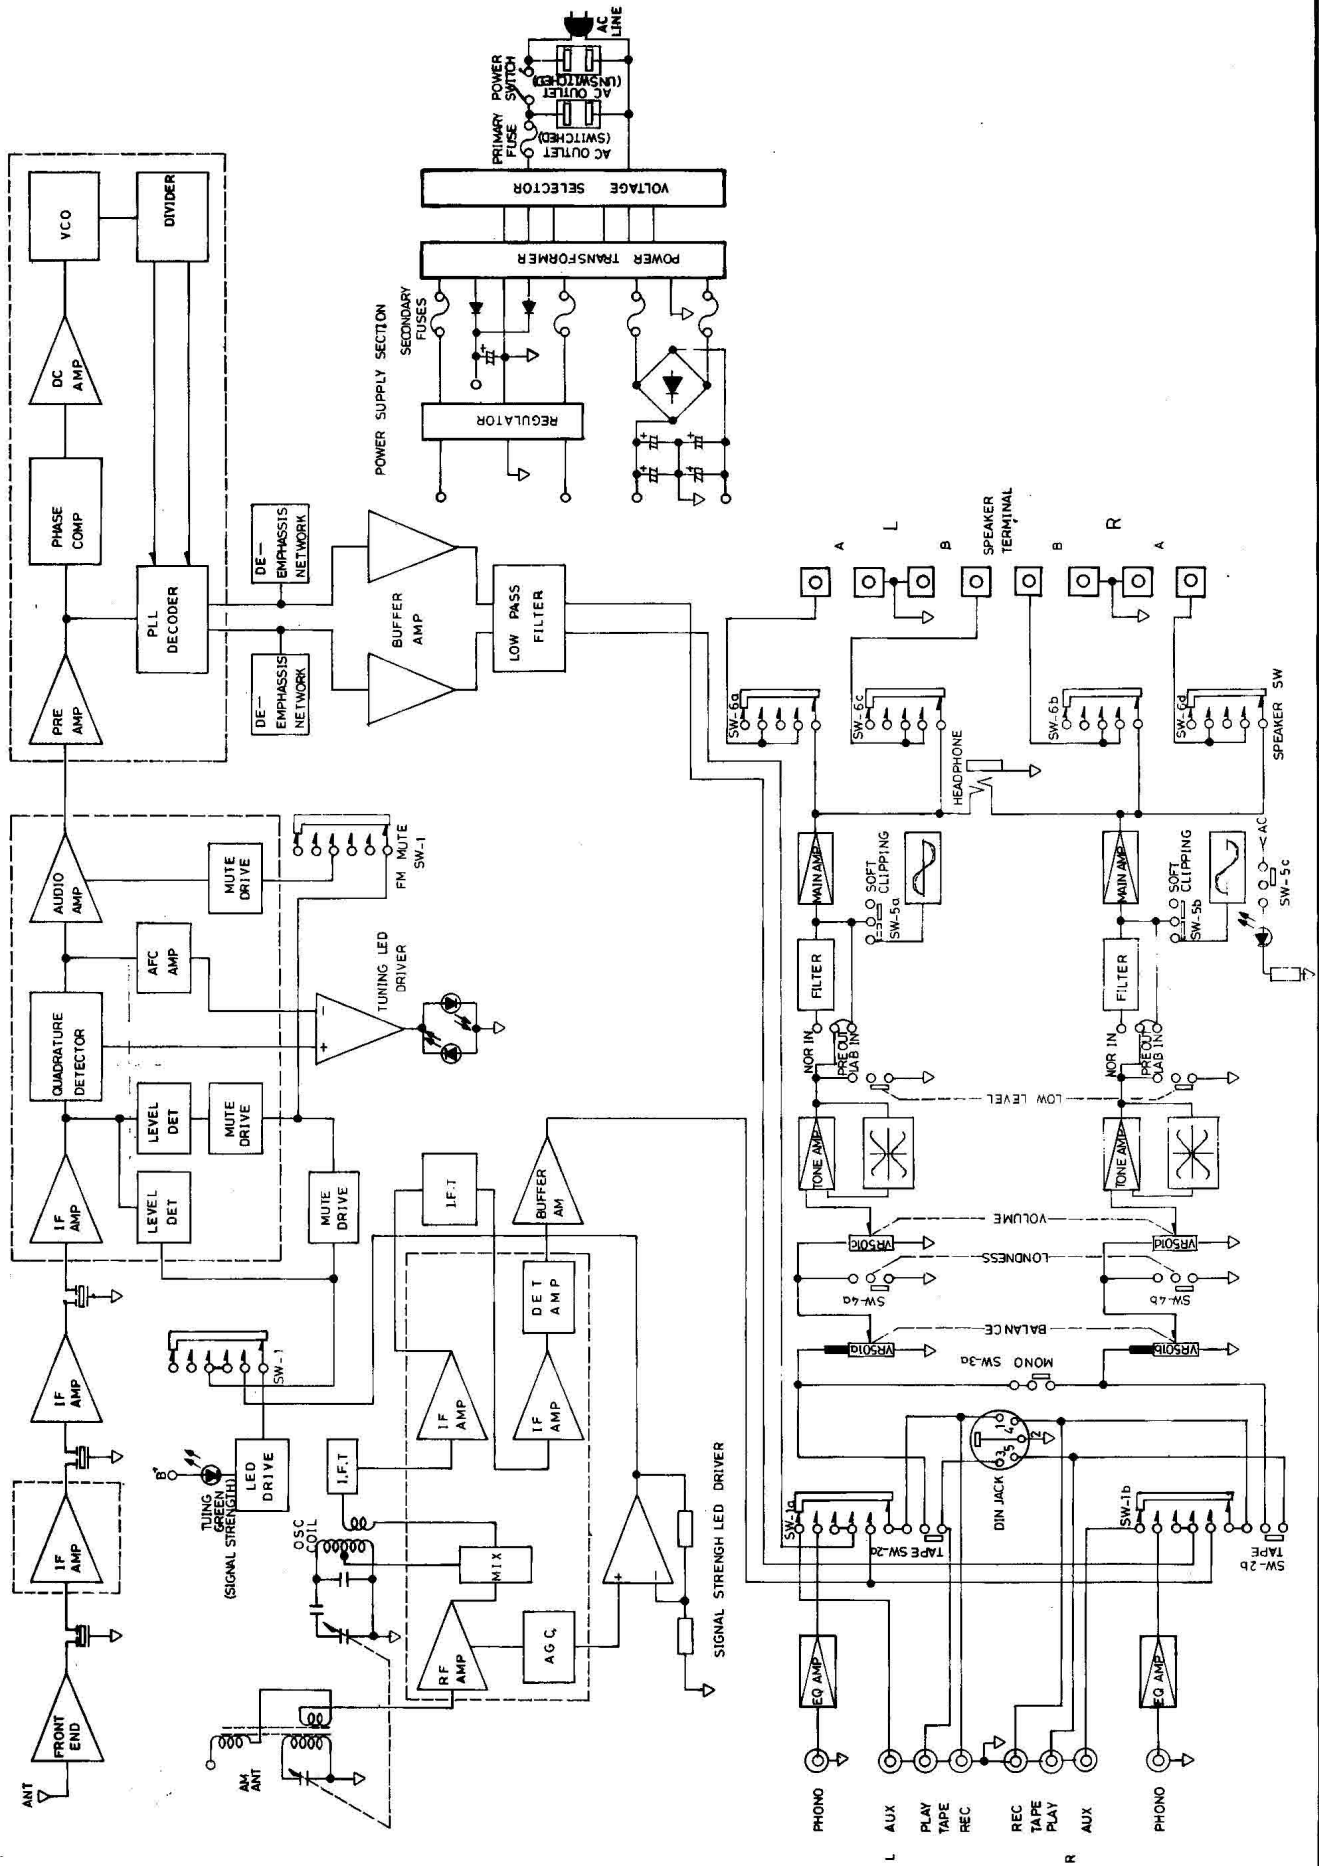 ANT
FRONT
END
IF
AMP
IF
AMP
IF
AMP
LEVEL
DET
LEVEL
DET
MUTE
DRIVE
MUTE
DRIVE
QUADRATURE
DETECTOR
AFC
AMP
AUDIO
AMP
MUTE
DRIVE
FM MUTE
SW-1
TUNING LED
DRIVER
PRE
AMP
PHASE
COMP
DC
AMP
VCO
DIVIDER
PLL
DECODER
DE-
EMPHASSIS
NETWORK
DE-
EMPHASSIS
NETWORK
BUFFER
AMP
LOW PASS
FILTER
SW-1
B
+
TUING
GREEN
(SIGNAL STRENGTH)
LED
DRIVE
AM
ANT
OSC
COIL
I.F.T
I.F.T
IF
AMP
IF
AMP
DET
AMP
BUFFER
AM
MIX
RF
AMP
AGC
SIGNAL STRENGH LED DRIVER
+
-
+
-
POWER SUPPLY SECTION
SECONDARY
FUSES
REGULATOR
POWER TRANSFORMER
VOLTAGE SELECTOR
PRIMARY
FUSE
POWER
SWITCH
AC OUTLET
(SWITCHED)
AC OUTLET
(UNSWITCHED)
AC
LINE
+
+
+
+
+
PHONO
L
AUX
PLAY
TAPE
REC
REC
TAPE
PLAY
R
AUX
PHONO
EQ AMP
EQ AMP
SW-1a
TAPE SW-2a
DIN JACK
1
4
2
5
3
SW-1b
SW-2b
TAPE
MONO
SW-3a
VR501a
BALANCE
VR501b
SW-4a
LONDNESS
SW-4b
VR501c
VOLUME
VR501d
TONE AMP
TONE AMP
LOW LEVEL
NOR IN
PRE OUT
LAB IN
NOR IN
PRE OUT
LAB IN
FILTER
FILTER
SW-5a
SOFT
CLIPPING
SW-5b
SOFT
CLIPPING
MAIN AMP
MAIN AMP
SW-5c
AC
HEADPHONE
SW-6a
SW-6c
SW-6b
SW-6d
SPEAKER SW
A
L
B
SPEAKER
TERMINAL
B
R
A